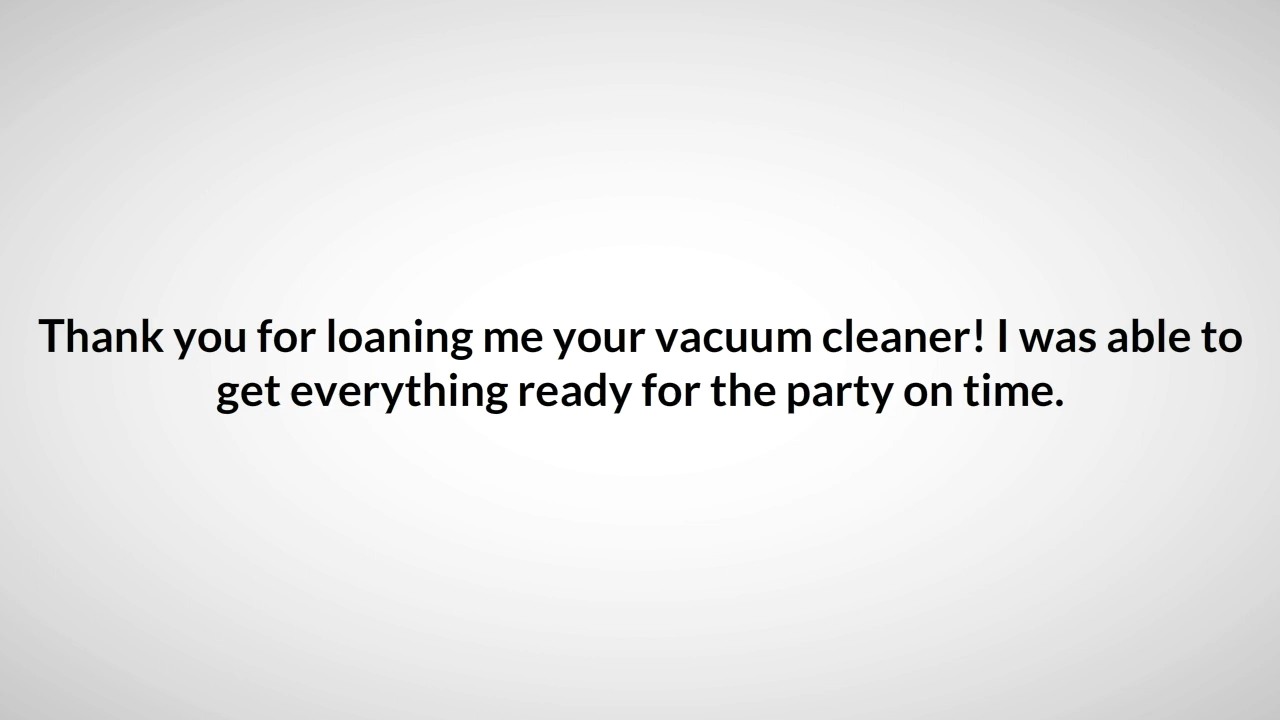 Thank you for loaning me your vacuum cleaner! I was able to
get everything ready for the party on time.